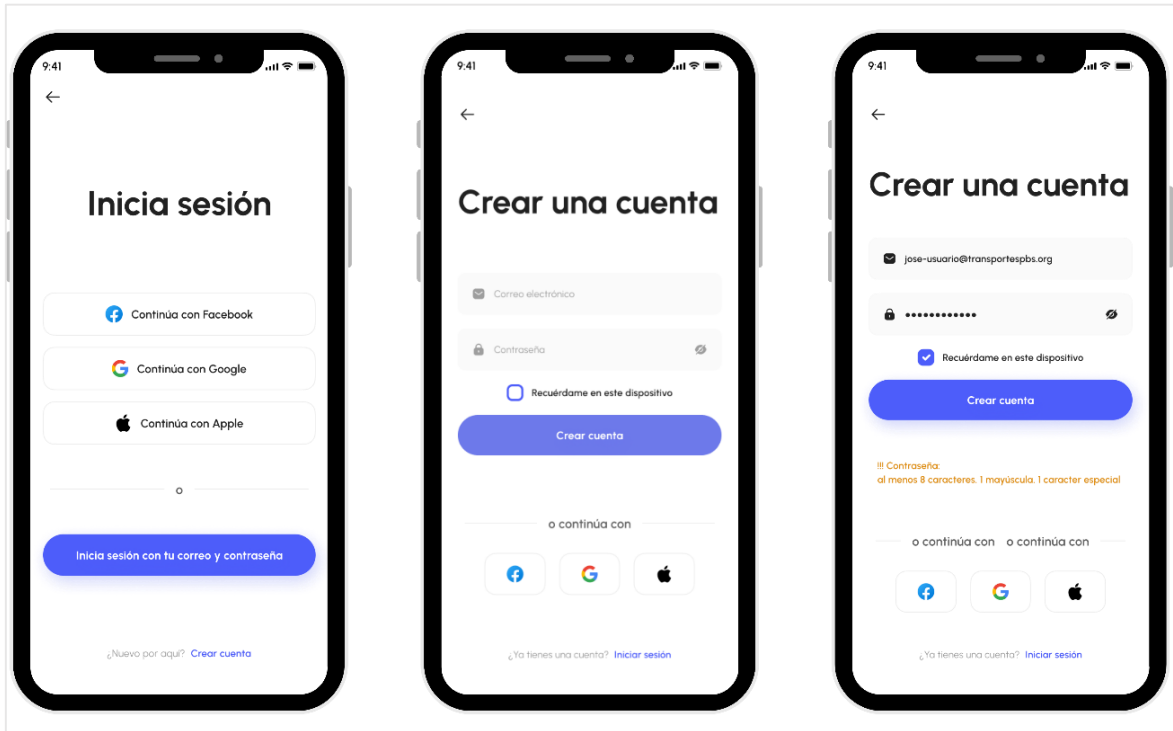 9:41
Inicia sesión
Continúa con Facebook
Continúa con Google
Continúa con Apple
o
Inicia sesión con tu correo y contraseña
¿Nuevo por aquí? Crear cuenta
9:41
Crear una cuenta
Correo electrónico
Contraseña
Recuérdame en este dispositivo
Crear cuenta
o continúa con
¿Ya tienes una cuenta? Iniciar sesión
9:41
Crear una cuenta
jose-usuario@transportespbs.org
••••••••••••
Recuérdame en este dispositivo
Crear cuenta
!!! Contraseña:
al menos 8 caracteres. 1 mayúscula. 1 caracter especial
o continúa con o continúa con
¿Ya tienes una cuenta? Iniciar sesión